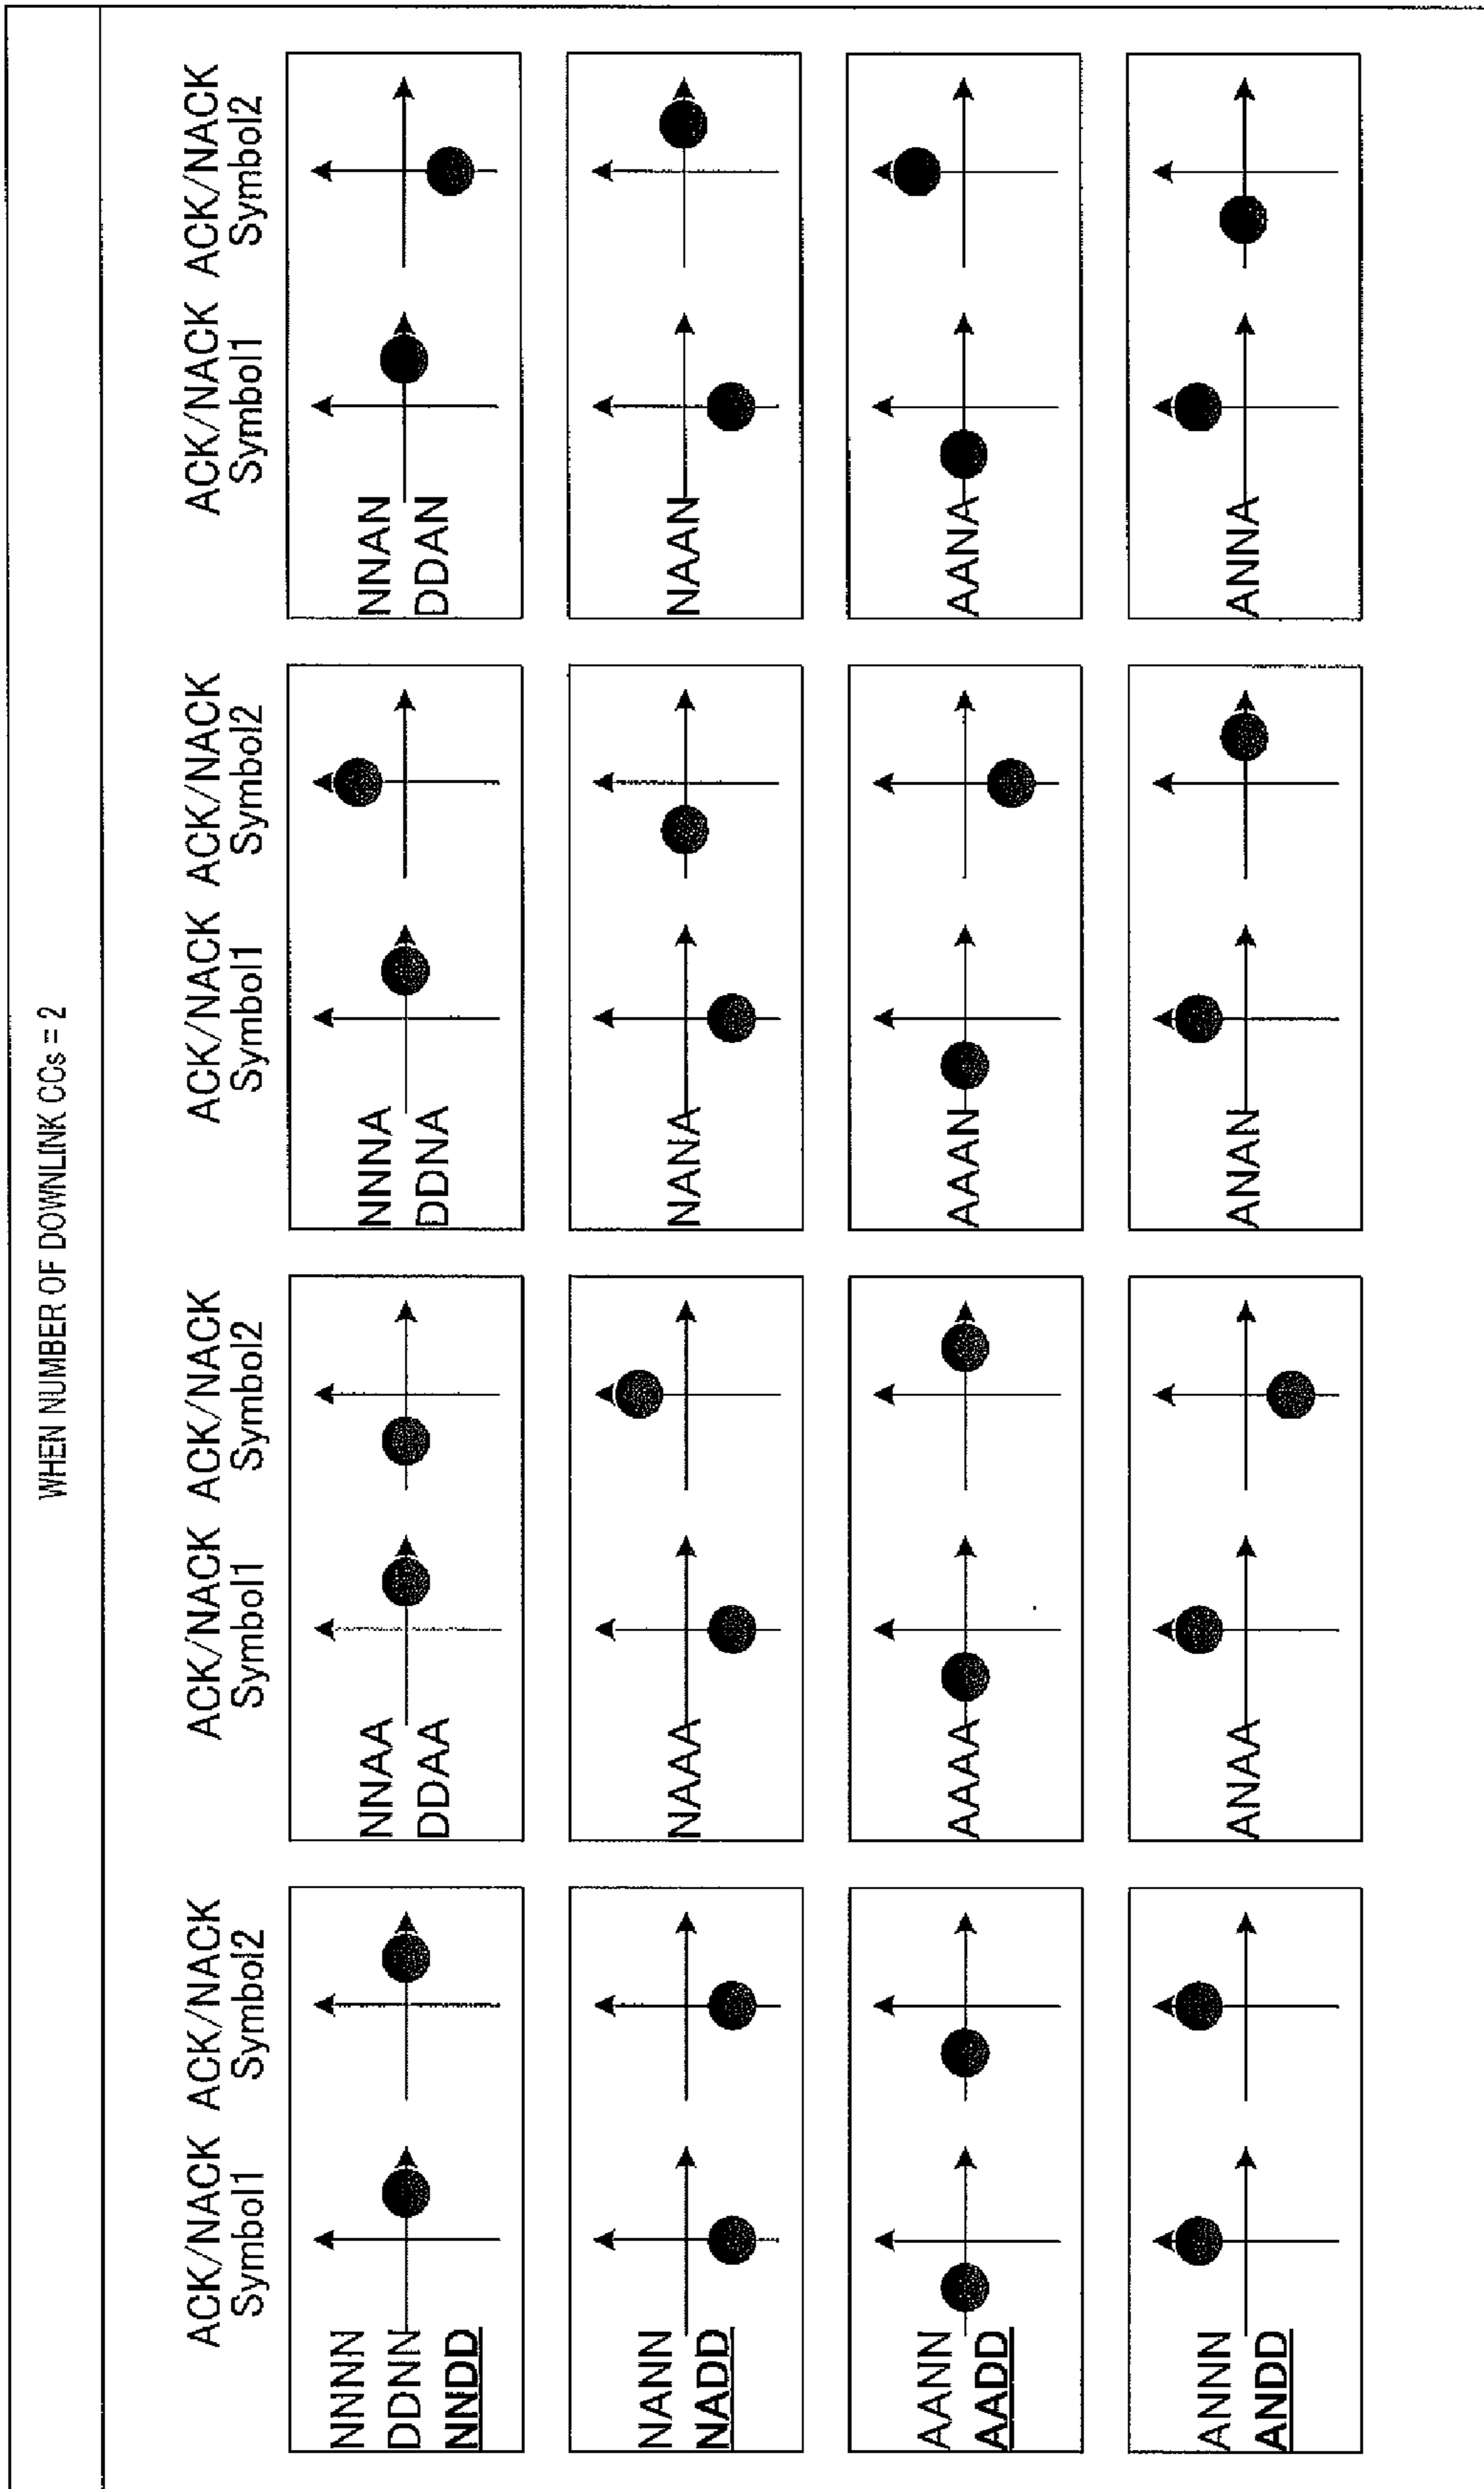 WHEN NUMBER OF DOWNLINK CCs = 2
ACK/NACK ACK/NACK ACK/NACK ACK/NACK ACK/NACK ACK/NACK ACK/NACK ACK/NACK
Symbol1 Symbol2 Symbol1 Symbol2 Symbol1 Symbol2 Symbol1 Symbol2
NNNN
DDNN
NNDD
NNAA
DDAA
NNNA
DDNA
NNAN
DDAN
NANN
NADD
NAAA
NANA
NAAN
AANN
AADD
AAAA
AAAN
AANA
ANNN
ANDD
ANAA
ANAN
ANNA